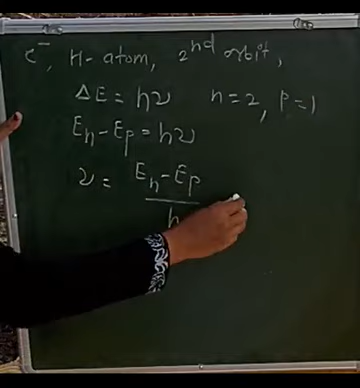 e⁻, H-atom, 2nd orbit,
ΔE = hν n = 2, p = 1
En - Ep = hν
ν = En - Ep / h